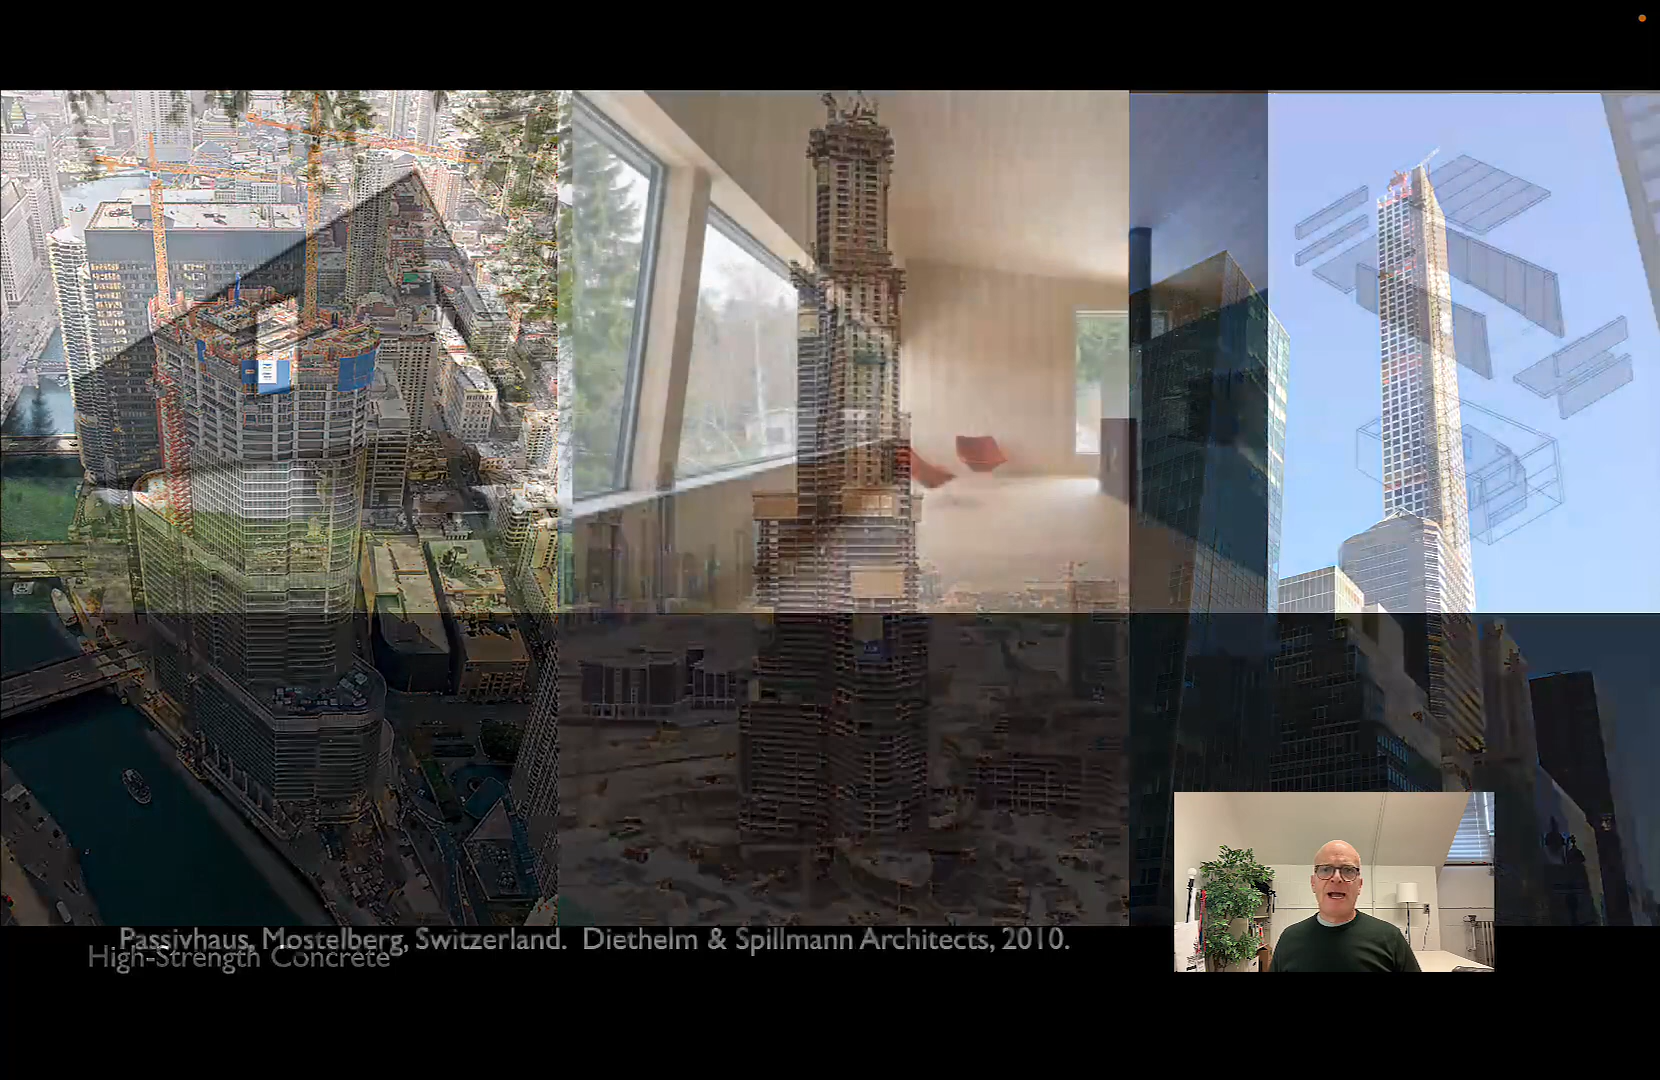 Passivhaus, Mostelberg, Switzerland.  Diethelm & Spillmann Architects, 2010.
High-Strength Concrete